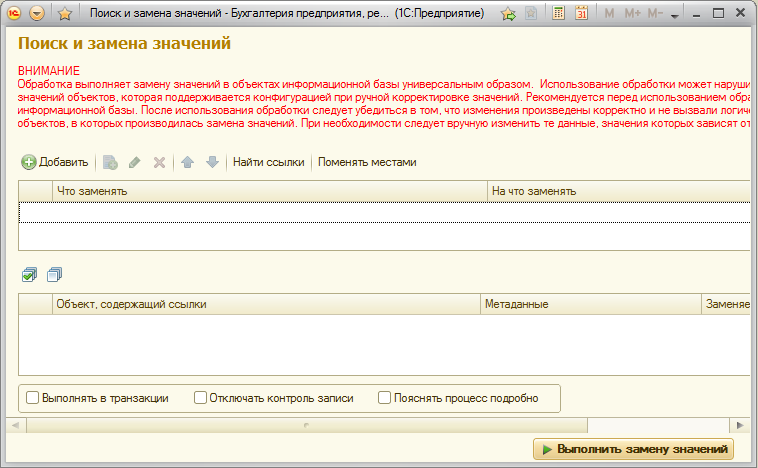 Поиск и замена значений - Бухгалтерия предприятия, ре... (1С:Предприятие)
31 M M+ M-
Поиск и замена значений
ВНИМАНИЕ
Обработка выполняет замену значений в объектах информационной базы универсальным образом. Использование обработки может наруши
значений объектов, которая поддерживается конфигурацией при ручной корректировке значений. Рекомендуется перед использованием обра
информационной базы. После использования обработки следует убедиться в том, что изменения произведены корректно и не вызвали логиче
объектов, в которых производилась замена значений. При необходимости следует вручную изменить те данные, значения которых зависят от
Добавить Найти ссылки Поменять местами
Что заменять На что заменять
Объект, содержащий ссылки Метаданные Заменяе
Выполнять в транзакции Отключать контроль записи Пояснять процесс подробно
Выполнить замену значений